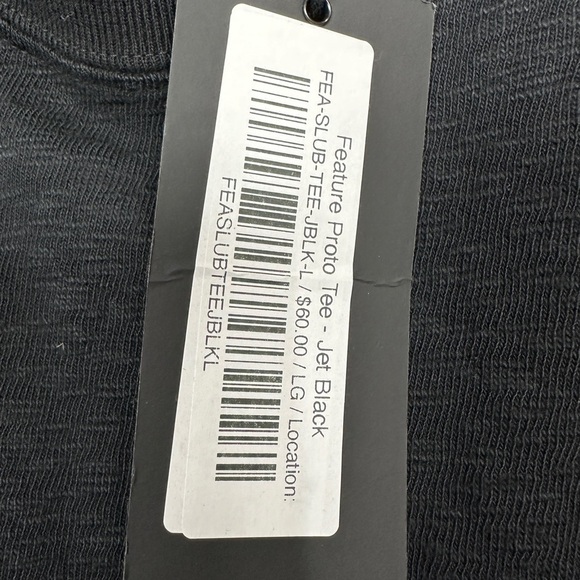 Feature Proto Tee - Jet Black
FEA-SLUB-TEE-JBLK-L / $60.00 / LG / Location:
FEASLUBTEEJBLKL